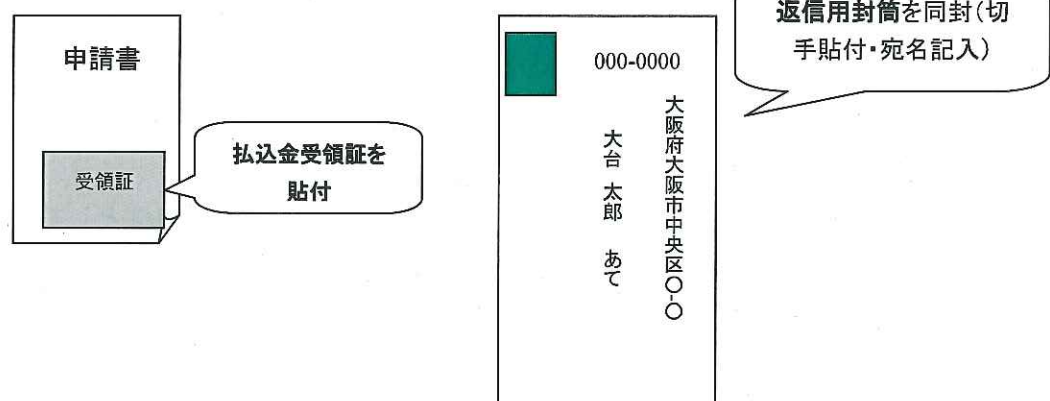 申請書
受領証
払込金受領証を
貼付
000-0000
大阪府大阪市中央区〇-〇
大台 太郎 あて
返信用封筒を同封(切
手貼付・宛名記入)